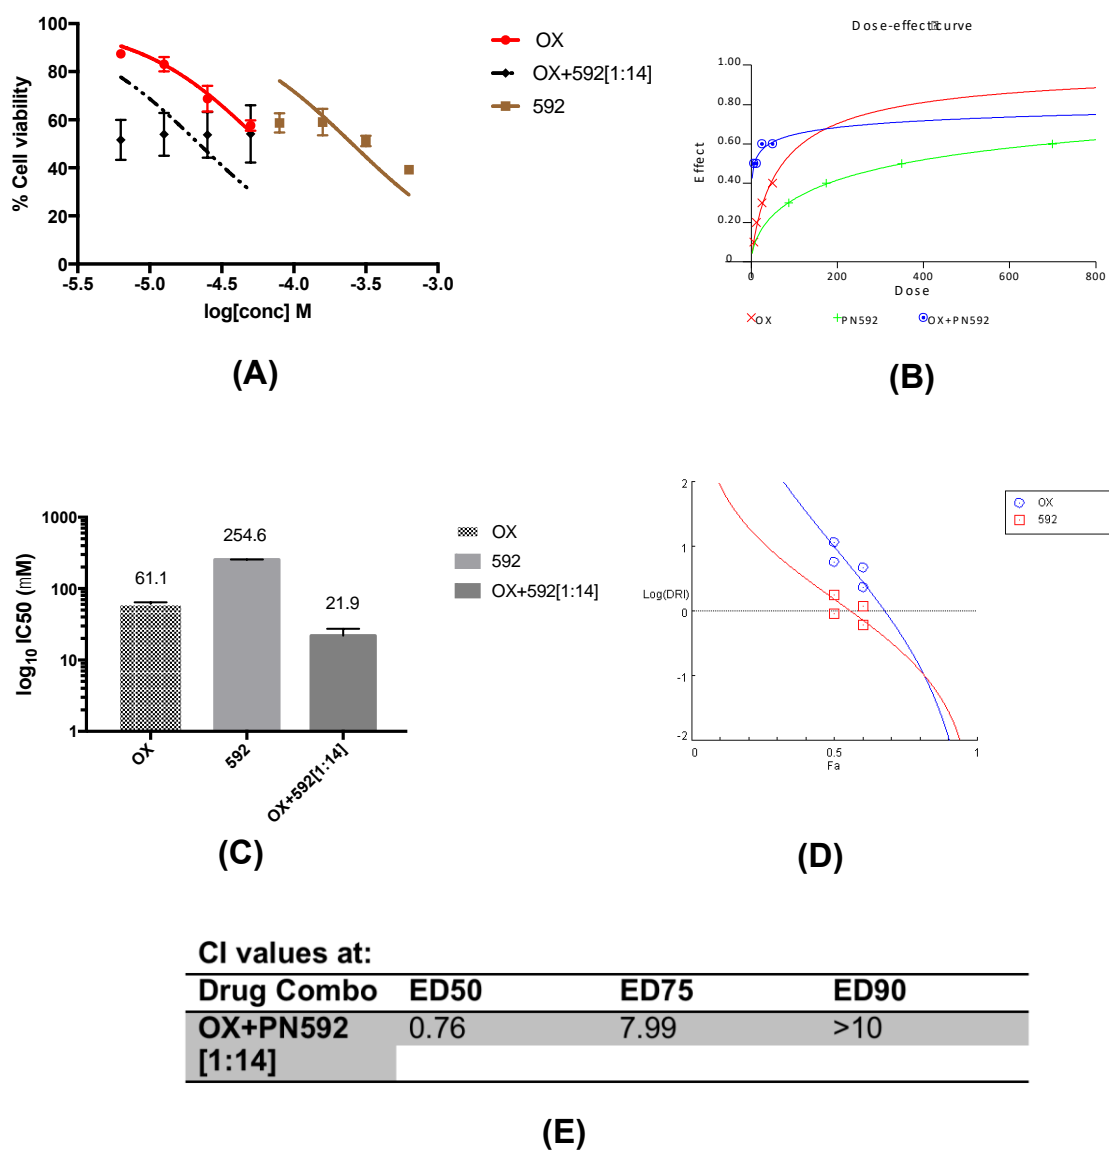 100
80
60
40
20
0
-5.5
-5.0
-4.5
-4.0
-3.5
-3.0
% Cell viability
log[conc] M
OX
OX+592[1:14]
592
(A)
Dose-effect curve
1.00
0.80
0.60
0.40
0.20
0
0
200
400
600
800
Effect
Dose
OX
PN592
OX+PN592
(B)
1000
100
10
1
log10 IC50 (mM)
61.1
254.6
21.9
OX
592
OX+592[1:14]
OX
592
OX+592[1:14]
(C)
2
1
Log(DRI)
0
-1
-2
0
0.5
1
Fa
OX
592
(D)
CI values at:
Drug Combo ED50 ED75 ED90
OX+PN592 0.76 7.99 >10
[1:14]
(E)